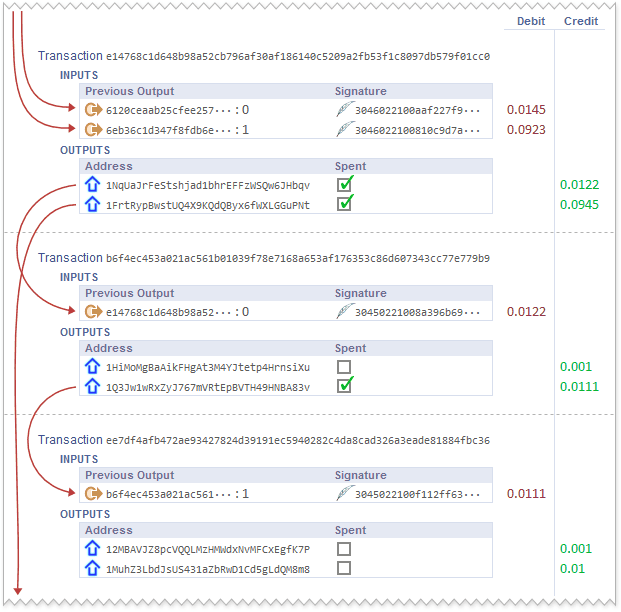 Debit Credit
Transaction e14768c1d648b98a52cb796af30af186140c5209a2fb53f1c8097db579f01cc0
INPUTS
Previous Output Signature
6120ceaab25cfee257···:0 3046022100aaf227f9··· 0.0145
6eb36c1d347f8fdb6e···:1 3046022100810c9d7a··· 0.0923
OUTPUTS
Address Spent
1NqUaJrFeStshjad1bhrEFFzWSQw6JHbqv 0.0122
1FrtRypBwstUQ4X9KQdQByx6fWXLGGuPNt 0.0945
Transaction b6f4ec453a021ac561b01039f78e7168a653af176353c86d607343cc77e779b9
INPUTS
Previous Output Signature
e14768c1d648b98a52···:0 30450221008a396b69··· 0.0122
OUTPUTS
Address Spent
1HiMoMgBaAikFHgAt3M4YJtetp4HrnsiXu 0.001
1Q3Jw1wRxZyJ767mVRtEpBVTH49HNBA83v 0.0111
Transaction ee7df4afb472ae93427824d39191ec5940282c4da8cad326a3eade81884fbc36
INPUTS
Previous Output Signature
b6f4ec453a021ac561···:1 3045022100f112ff63··· 0.0111
OUTPUTS
Address Spent
12MBAVJZ8pcVQQLMzHMWdxNvMFCxEgfK7P 0.001
1MuhZ3LbdJsUS431aZbRwD1Cd5gLdQM8m8 0.01